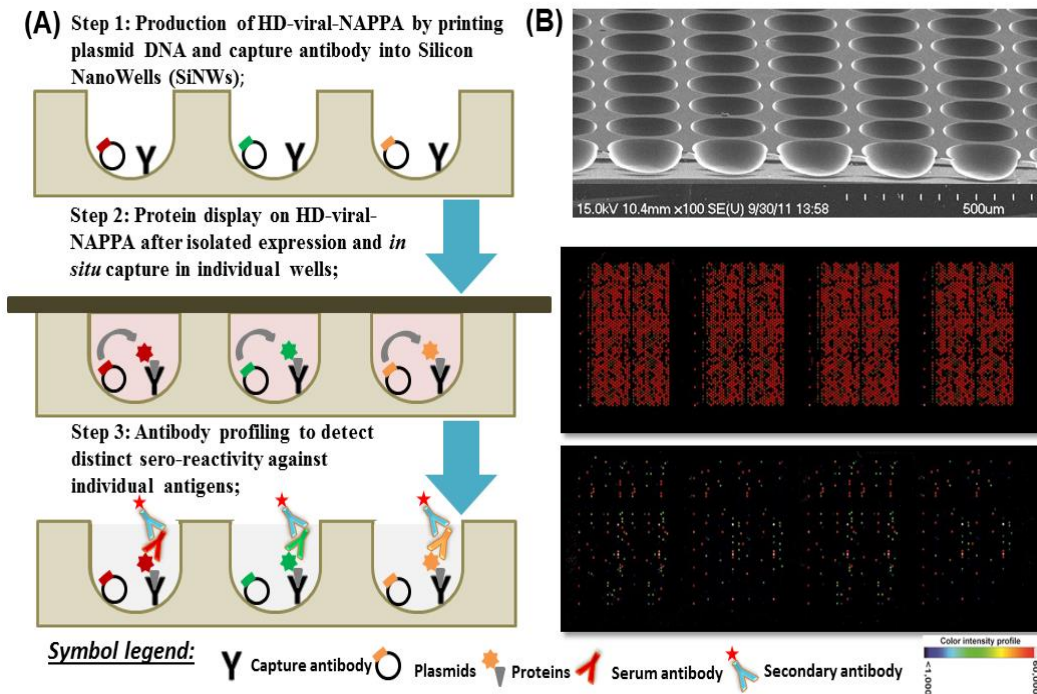 (A)
Step 1: Production of HD-viral-NAPPA by printing
plasmid DNA and capture antibody into Silicon
NanoWells (SiNWs);
Step 2: Protein display on HD-viral-
NAPPA after isolated expression and in
situ capture in individual wells;
Step 3: Antibody profiling to detect
distinct sero-reactivity against
individual antigens;
Symbol legend:
Capture antibody
Plasmids
Proteins
Serum antibody
Secondary antibody
(B)
15.0kV 10.4mm x100 SE(U) 9/30/11 13:58
500um
Color intensity profile
<1,000